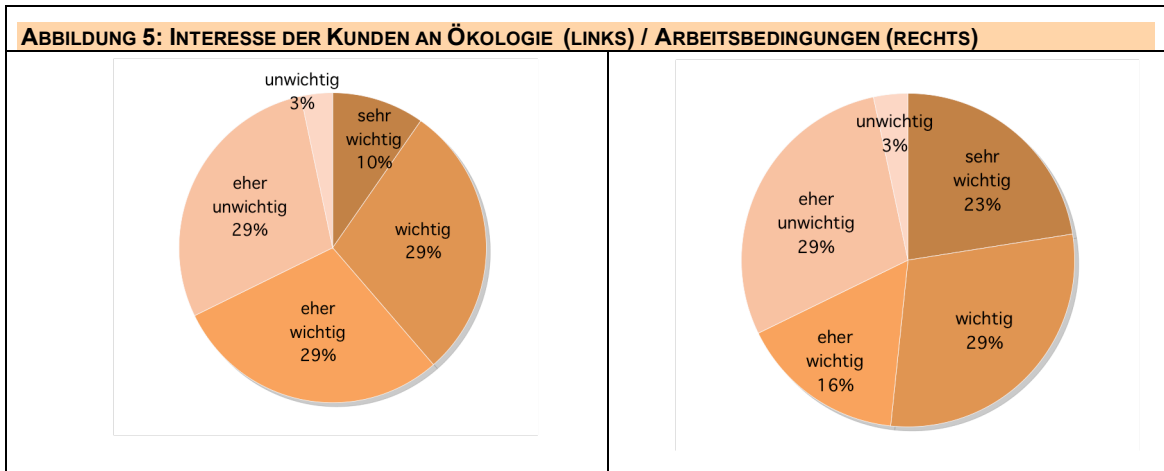 ABBILDUNG 5: INTERESSE DER KUNDEN AN ÖKOLOGIE (LINKS) / ARBEITSBEDINGUNGEN (RECHTS)
unwichtig
3%
sehr
wichtig
10%
wichtig
29%
eher
wichtig
29%
eher
unwichtig
29%
unwichtig
3%
sehr
wichtig
23%
wichtig
29%
eher
wichtig
16%
eher
unwichtig
29%